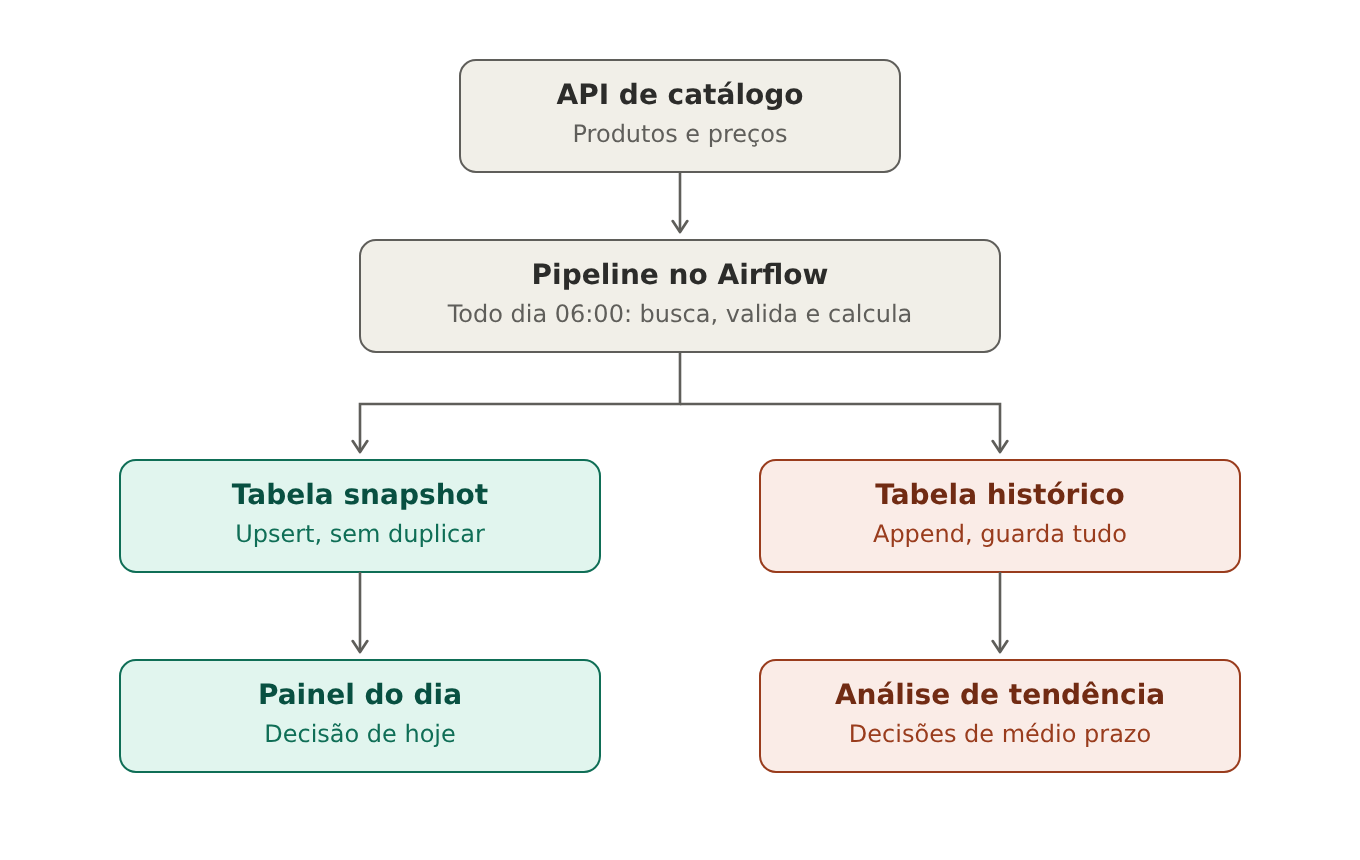 API de catálogo
Produtos e preços
Pipeline no Airflow
Todo dia 06:00: busca, valida e calcula
Tabela snapshot
Upsert, sem duplicar
Tabela histórico
Append, guarda tudo
Painel do dia
Decisão de hoje
Análise de tendência
Decisões de médio prazo